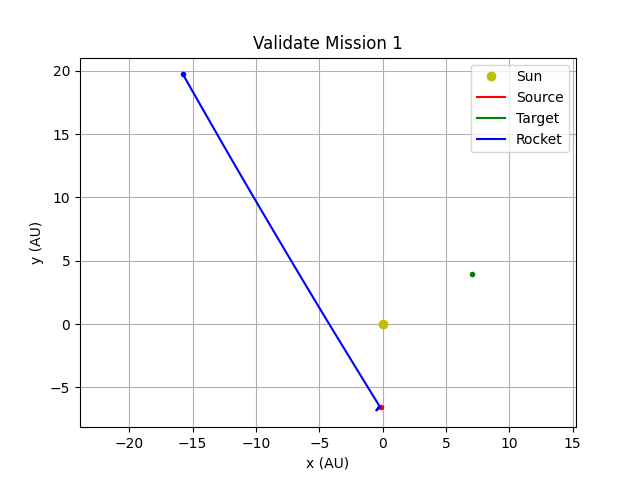 Validate Mission 1
Sun
Source
Target
Rocket
y (AU)
20
15
10
5
0
−5
−20
−15
−10
−5
0
5
10
15
x (AU)